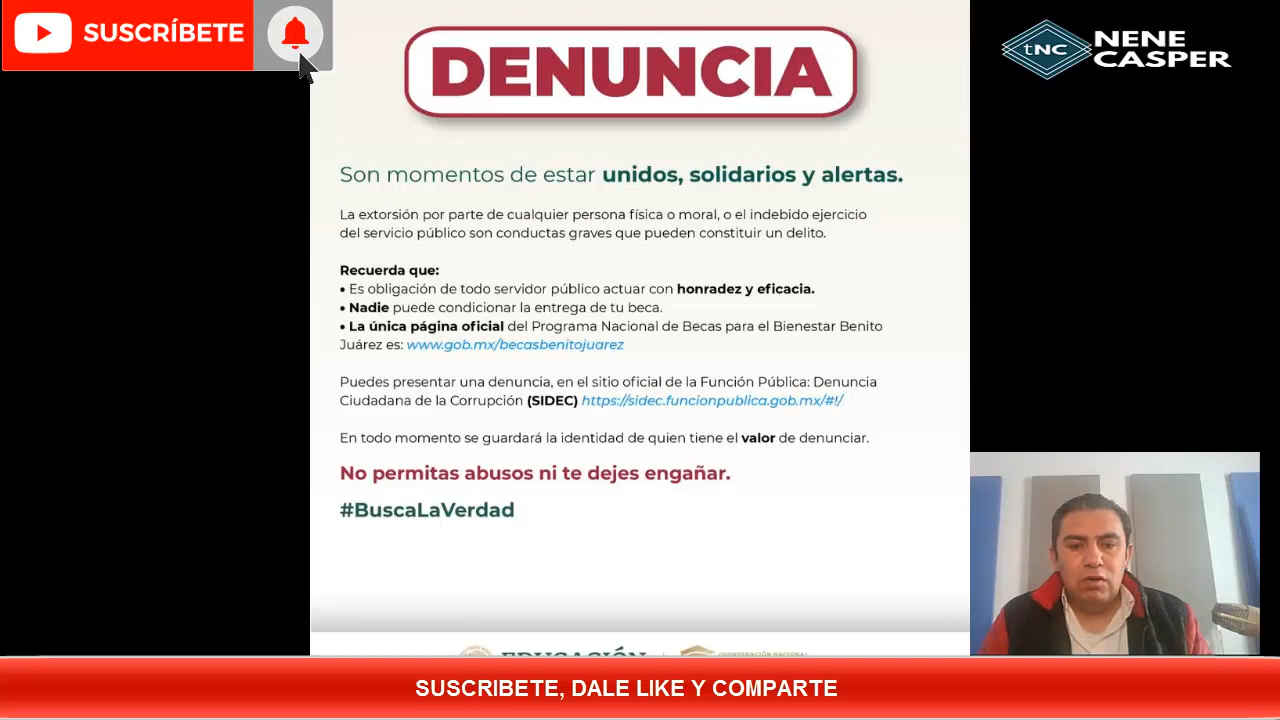 SUSCRÍBETE
tNC
NENE
CASPER
DENUNCIA
Son momentos de estar unidos, solidarios y alertas.
La extorsión por parte de cualquier persona física o moral, o el indebido ejercicio
del servicio público son conductas graves que pueden constituir un delito.
Recuerda que:
• Es obligación de todo servidor público actuar con honradez y eficacia.
• Nadie puede condicionar la entrega de tu beca.
• La única página oficial del Programa Nacional de Becas para el Bienestar Benito
Juárez es: www.gob.mx/becasbenitojuarez
Puedes presentar una denuncia, en el sitio oficial de la Función Pública: Denuncia
Ciudadana de la Corrupción (SIDEC) https://sidec.funcionpublica.gob.mx/#!/
En todo momento se guardará la identidad de quien tiene el valor de denunciar.
No permitas abusos ni te dejes engañar.
#BuscaLaVerdad
EDUCACIÓN
COORDINACIÓN NACIONAL
SUSCRIBETE, DALE LIKE Y COMPARTE